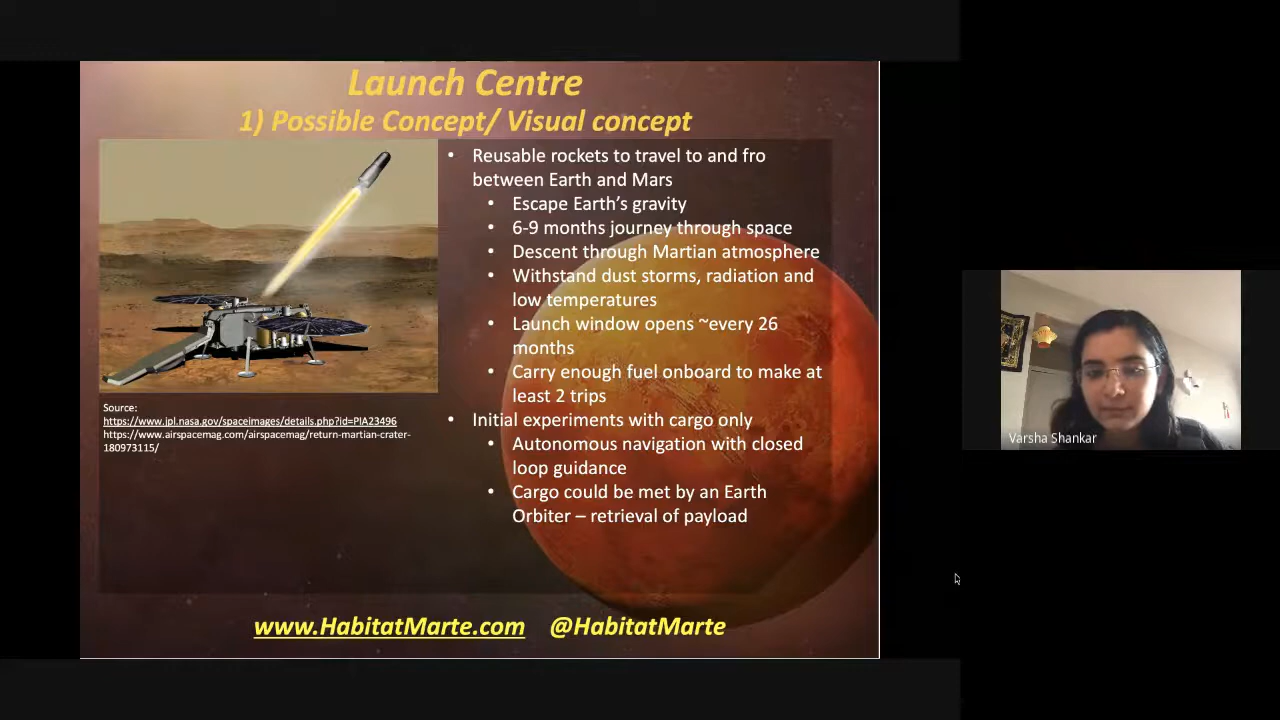 Launch Centre
1) Possible Concept/ Visual concept
• Reusable rockets to travel to and fro
between Earth and Mars
• Escape Earth's gravity
• 6-9 months journey through space
• Descent through Martian atmosphere
• Withstand dust storms, radiation and
low temperatures
• Launch window opens ~every 26
months
• Carry enough fuel onboard to make at
least 2 trips
• Initial experiments with cargo only
• Autonomous navigation with closed
loop guidance
• Cargo could be met by an Earth
Orbiter – retrieval of payload
Source:
https://www.jpl.nasa.gov/spaceimages/details.php?id=PIA23496
https://www.airspacemag.com/airspacemag/return-martian-crater-
180973115/
www.HabitatMarte.com @HabitatMarte
Varsha Shankar